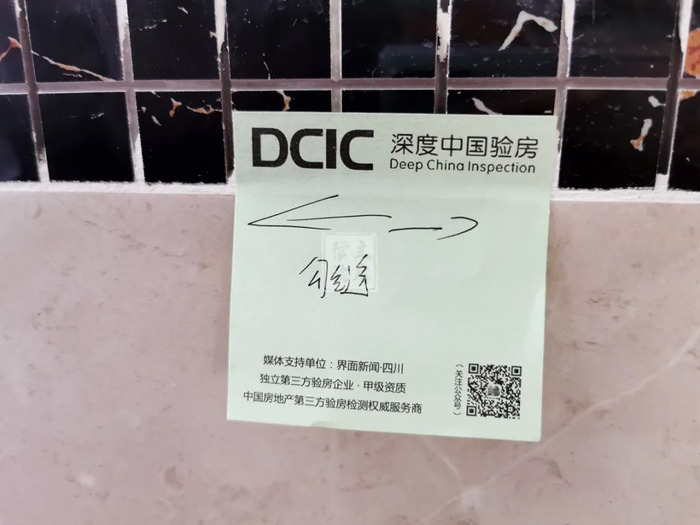 DCIC 深度中国验房
Deep China Inspection
勾缝
媒体支持单位：界面新闻·四川
独立第三方验房企业·甲级资质
中国房地产第三方验房检测权威服务商
（关注公众号）